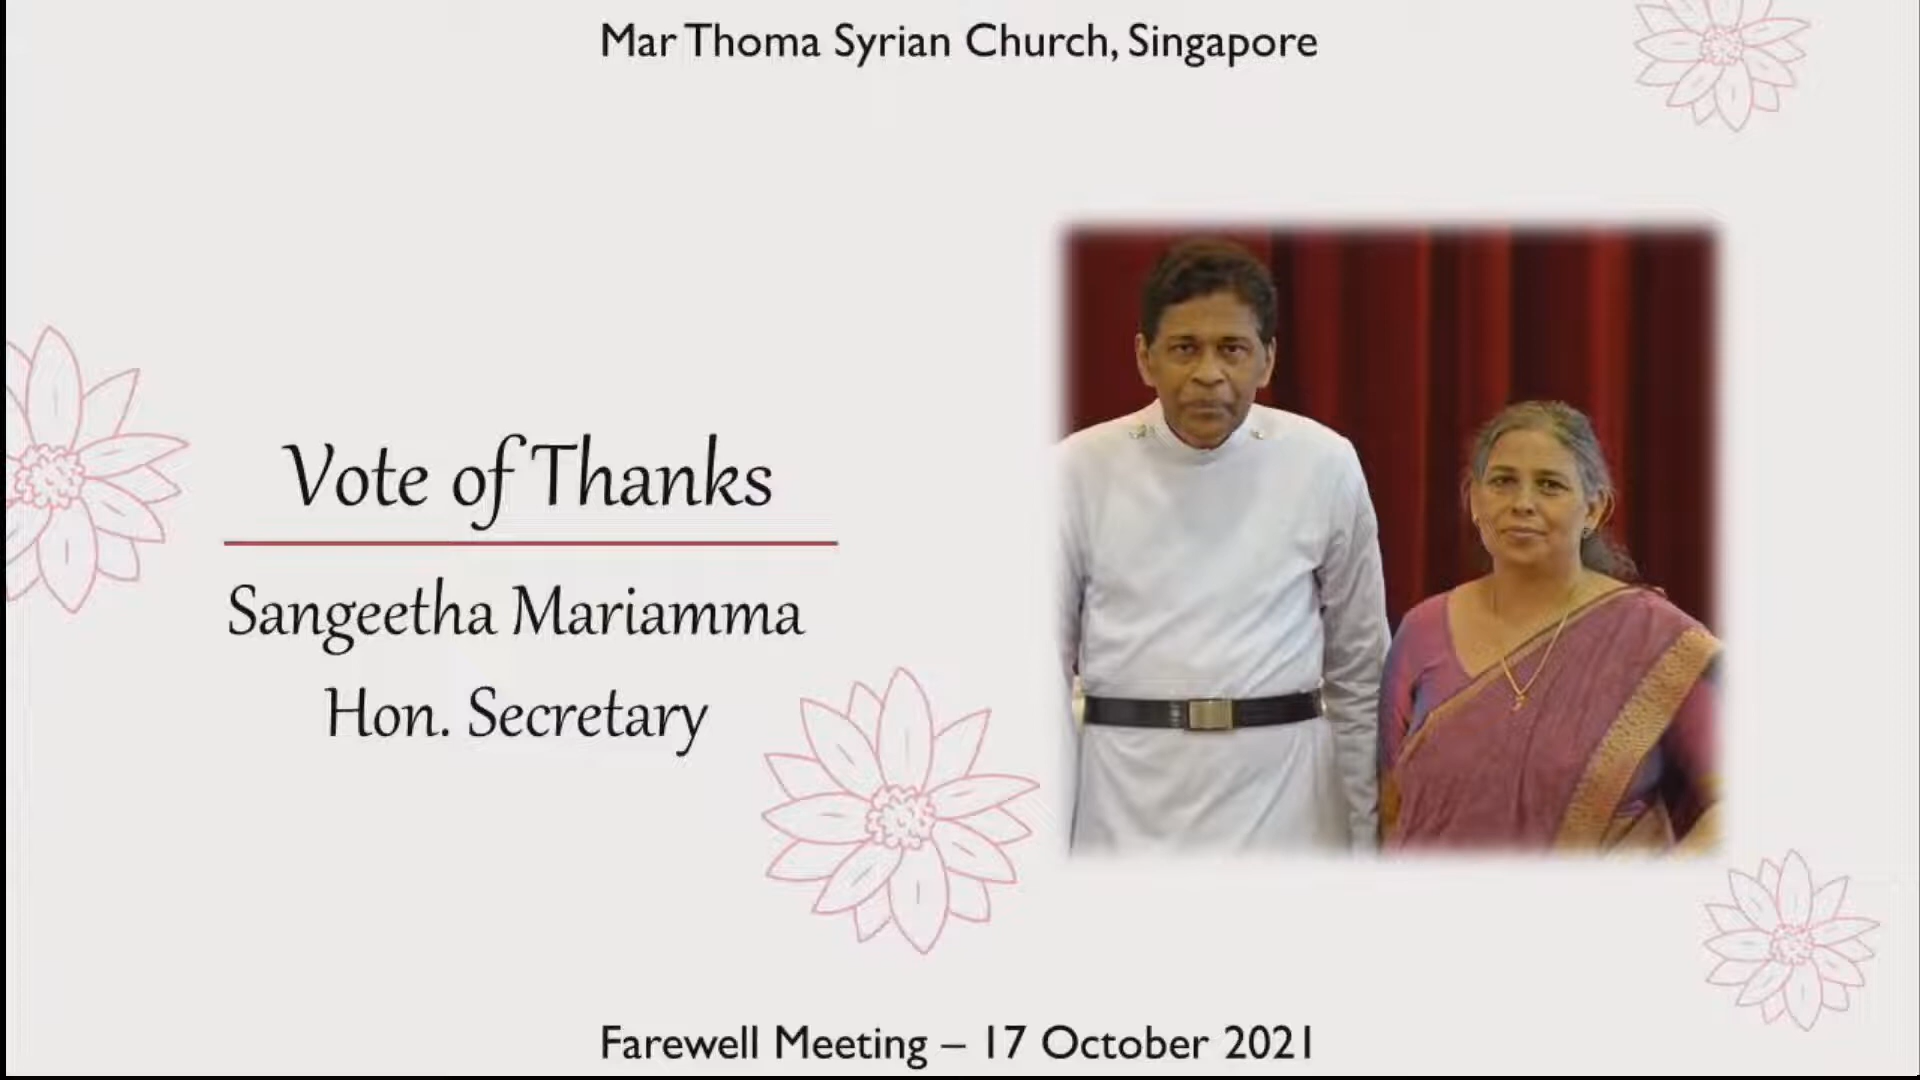 Mar Thoma Syrian Church, Singapore
Vote of Thanks
Sangeetha Mariamma
Hon. Secretary
Farewell Meeting – 17 October 2021